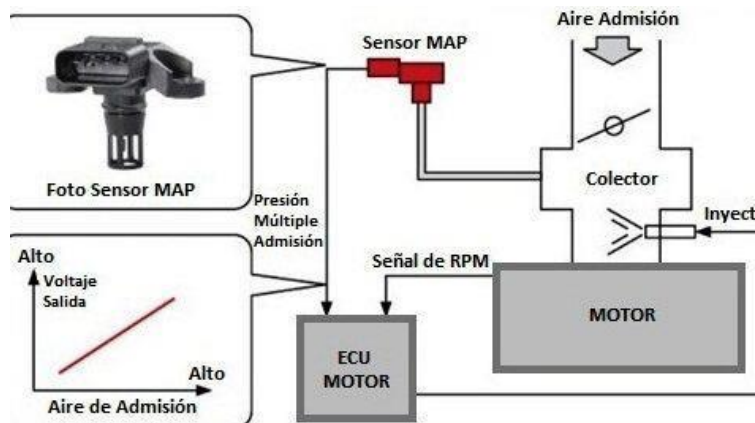 Aire Admisión
Sensor MAP
Foto Sensor MAP
Colector
Presión
Múltiple
Admisión
Inyect
Alto
Voltaje
Salida
Señal de RPM
MOTOR
ECU
MOTOR
Alto
Aire de Admisión